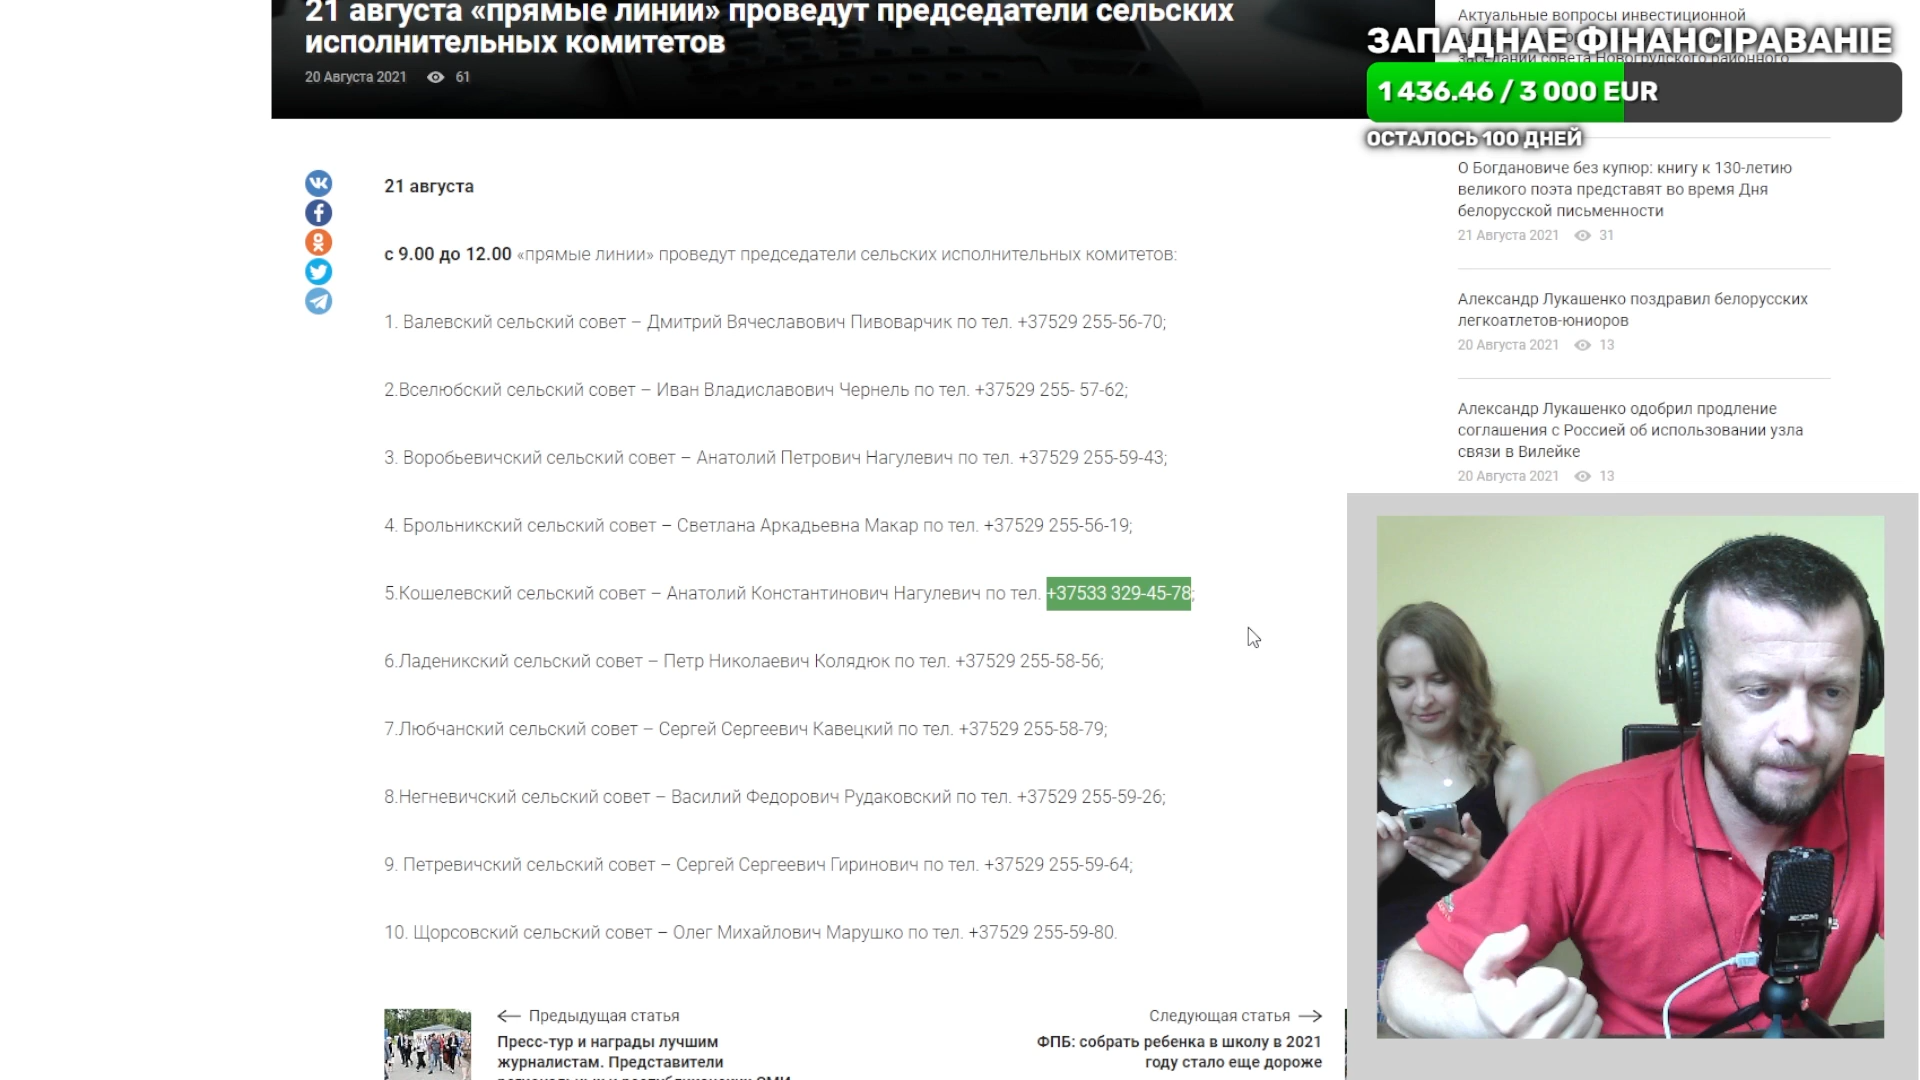 21 августа «прямые линии» проведут председатели сельских
исполнительных комитетов
20 Августа 2021 61
21 августа
с 9.00 до 12.00 «прямые линии» проведут председатели сельских исполнительных комитетов:
1. Валевский сельский совет – Дмитрий Вячеславович Пивоварчик по тел. +37529 255-56-70;
2.Вселюбский сельский совет – Иван Владиславович Чернель по тел. +37529 255- 57-62;
3. Воробьевичский сельский совет – Анатолий Петрович Нагулевич по тел. +37529 255-59-43;
4. Брольникский сельский совет – Светлана Аркадьевна Макар по тел. +37529 255-56-19;
5.Кошелевский сельский совет – Анатолий Константинович Нагулевич по тел. +37533 329-45-78;
6.Ладеникский сельский совет – Петр Николаевич Колядюк по тел. +37529 255-58-56;
7.Любчанский сельский совет – Сергей Сергеевич Кавецкий по тел. +37529 255-58-79;
8.Негневичский сельский совет – Василий Федорович Рудаковский по тел. +37529 255-59-26;
9. Петревичский сельский совет – Сергей Сергеевич Гиринович по тел. +37529 255-59-64;
10. Щорсовский сельский совет – Олег Михайлович Марушко по тел. +37529 255-59-80.
Предыдущая статья
Пресс-тур и награды лучшим
журналистам. Представители
Следующая статья
ФПБ: собрать ребенка в школу в 2021
году стало еще дороже
Актуальные вопросы инвестиционной
заседании совета Новогрудского районного
ЗАПАДНАЕ ФІНАНСІРАВАНІЕ
1 436.46 / 3 000 EUR
ОСТАЛОСЬ 100 ДНЕЙ
О Богдановиче без купюр: книгу к 130-летию
великого поэта представят во время Дня
белорусской письменности
21 Августа 2021 31
Александр Лукашенко поздравил белорусских
легкоатлетов-юниоров
20 Августа 2021 13
Александр Лукашенко одобрил продление
соглашения с Россией об использовании узла
связи в Вилейке
20 Августа 2021 13